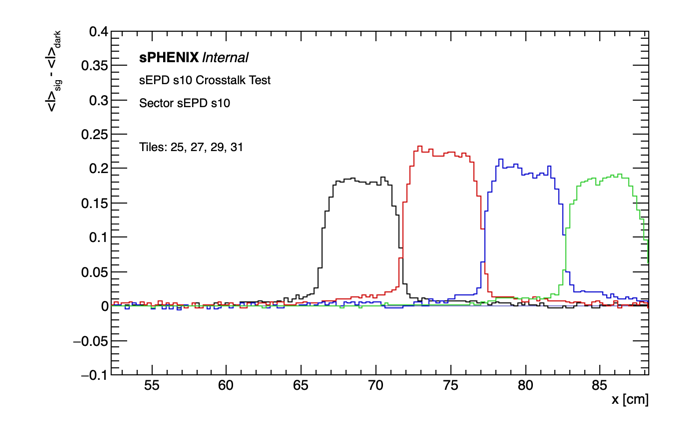 <I>sig - <I>dark
0.4
0.35
0.3
0.25
0.2
0.15
0.1
0.05
0
−0.05
−0.1
sPHENIX Internal
sEPD s10 Crosstalk Test
Sector sEPD s10
Tiles: 25, 27, 29, 31
55 60 65 70 75 80 85
x [cm]